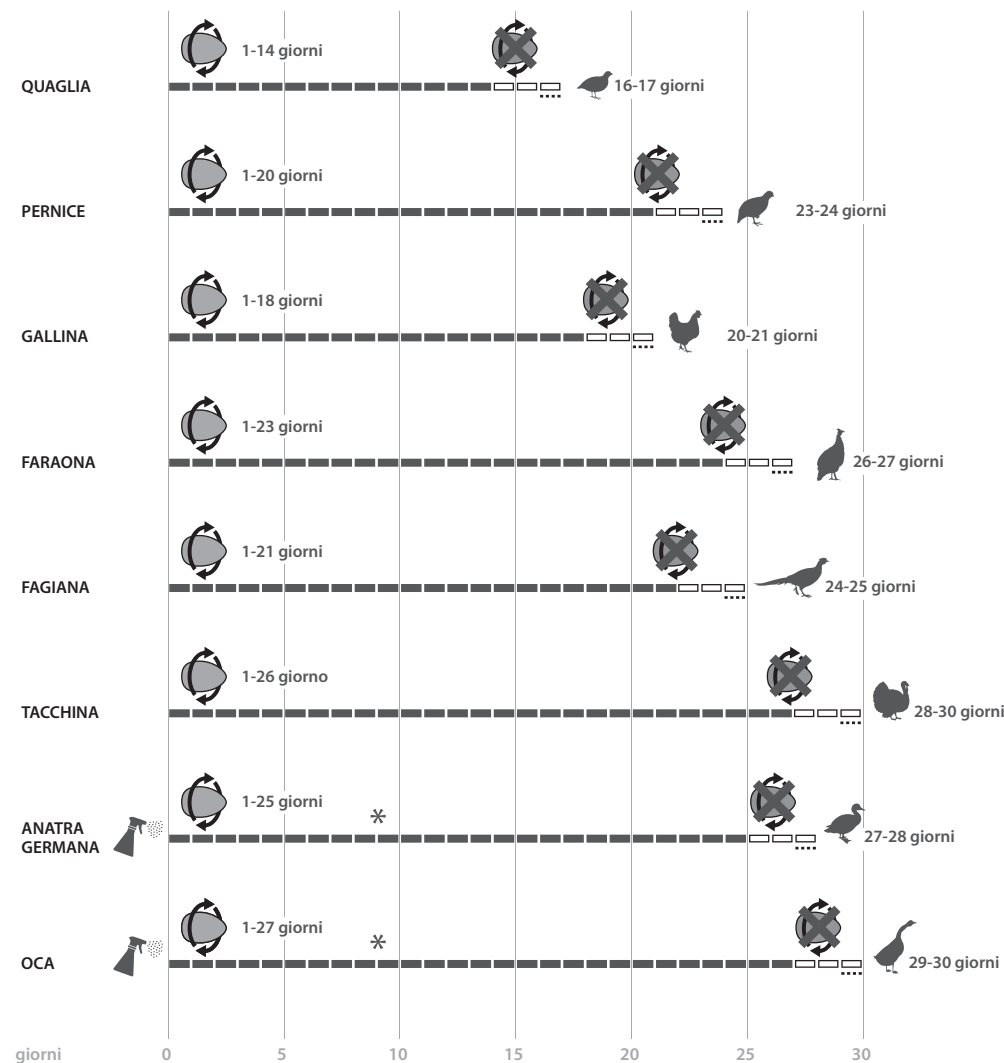 1-14 giorni
QUAGLIA
16-17 giorni
1-20 giorni
PERNICE
23-24 giorni
1-18 giorni
GALLINA
20-21 giorni
1-23 giorni
FARAONA
26-27 giorni
1-21 giorni
FAGIANA
24-25 giorni
1-26 giorno
TACCHINA
28-30 giorni
1-25 giorni
*
ANATRA
GERMANA
27-28 giorni
1-27 giorni
*
OCA
29-30 giorni
giorni 0 5 10 15 20 25 30